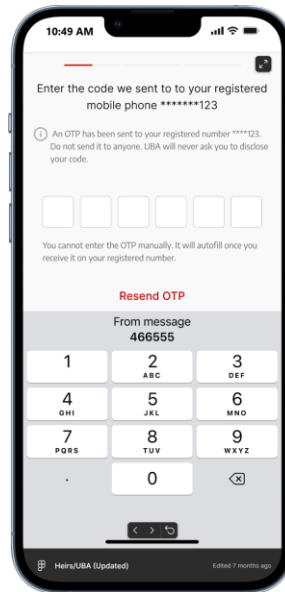 10:49 AM
Enter the code we sent to to your registered
mobile phone *******123
An OTP has been sent to your registered number ****123.
Do not send it to anyone. UBA will never ask you to disclose
your code.
You cannot enter the OTP manually. It will autofill once you
receive it on your registered number.
Resend OTP
From message
466555
1 2 3
ABC DEF
4 5 6
GHI JKL MNO
7 8 9
PQRS TUV WXYZ
. 0
Heirs/UBA (Updated) Edited 7 months ago